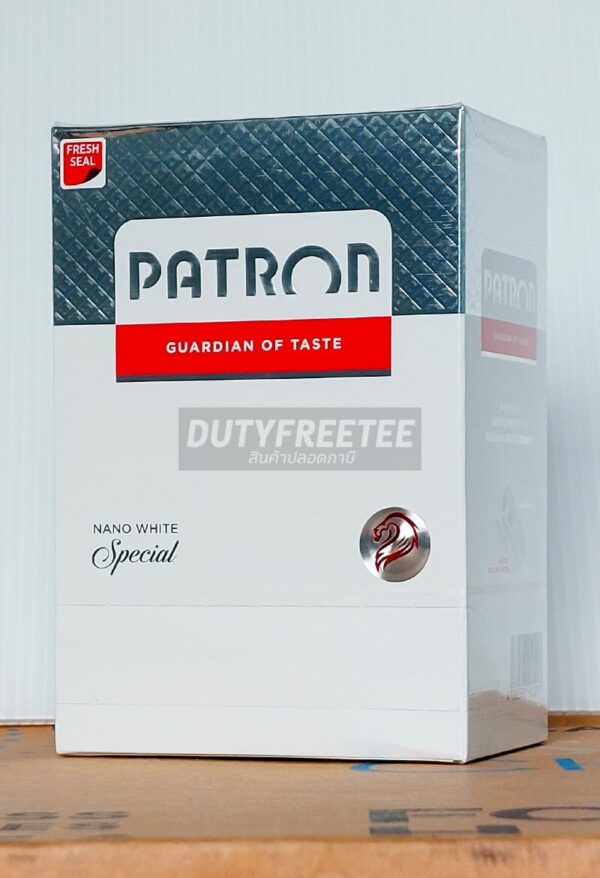 FRESH
SEAL
PATRON
GUARDIAN OF TASTE
PATRON
GUARDIAN OF TASTE
DUTYFREETEE
สินค้าปลอดภาษี
NANO WHITE
Special